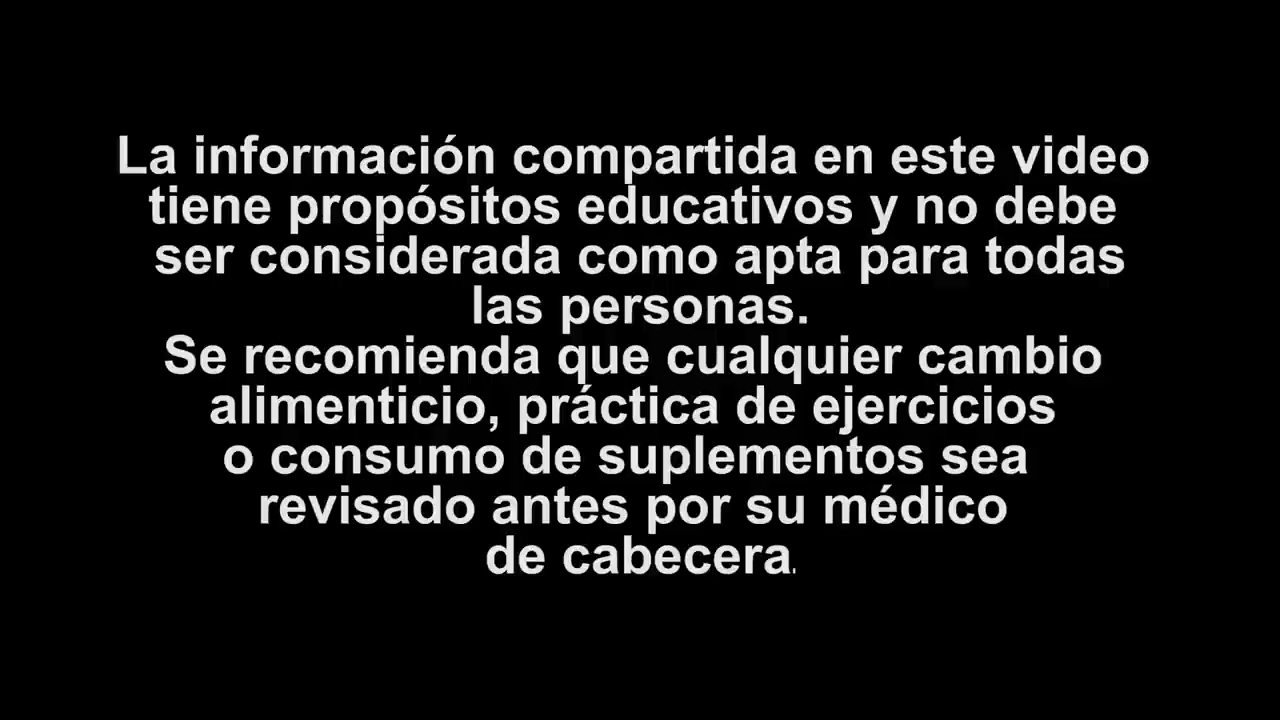 La información compartida en este video
tiene propósitos educativos y no debe
ser considerada como apta para todas
las personas.
Se recomienda que cualquier cambio
alimenticio, práctica de ejercicios
o consumo de suplementos sea
revisado antes por su médico
de cabecera.